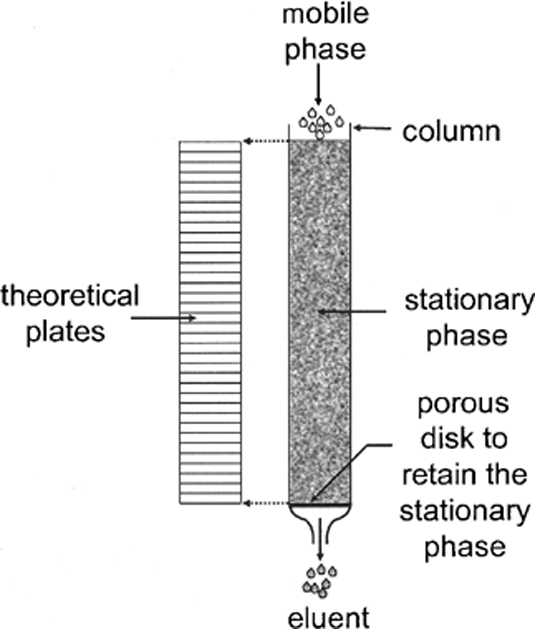 mobile
phase
column
theoretical
plates
stationary
phase
porous
disk to
retain the
stationary
phase
eluent